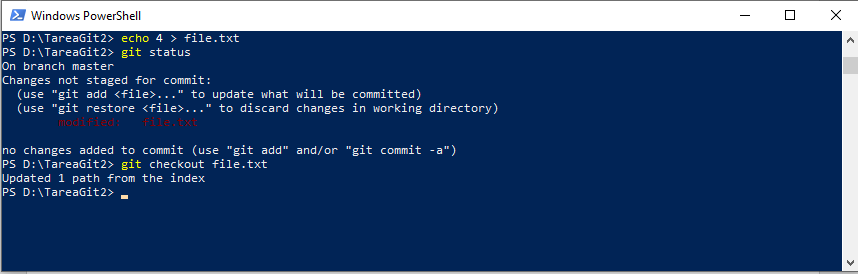 Windows PowerShell
PS D:\TareaGit2> echo 4 > file.txt
PS D:\TareaGit2> git status
On branch master
Changes not staged for commit:
  (use "git add <file>..." to update what will be committed)
  (use "git restore <file>..." to discard changes in working directory)
        modified:   file.txt

no changes added to commit (use "git add" and/or "git commit -a")
PS D:\TareaGit2> git checkout file.txt
Updated 1 path from the index
PS D:\TareaGit2>